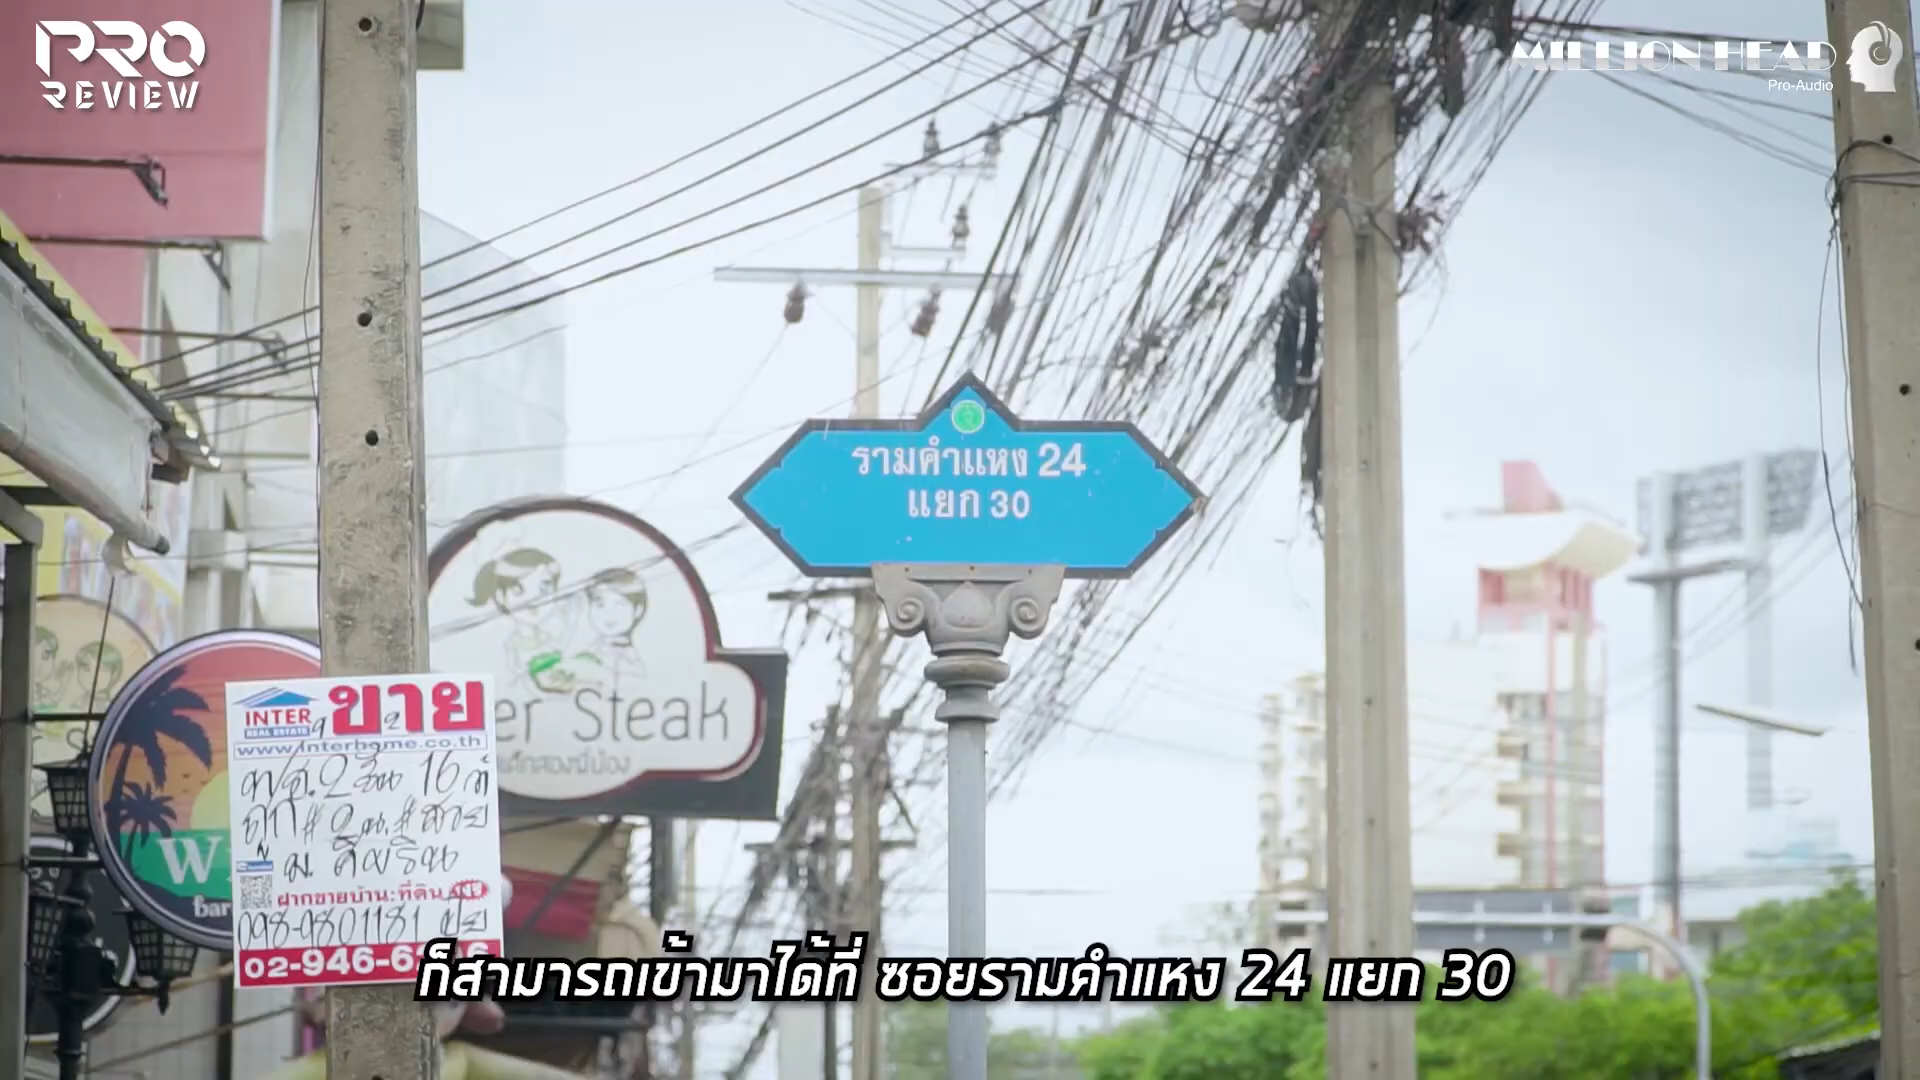 PRO
REVIEW
MILLION HEAD
Pro-Audio
รามคำแหง 24
แยก 30
er Steak
INTER
REAL ESTATE
ขาย
www.interhome.co.th
16
ฝากขายบ้าน:ที่ดิน
098-9801181
02-946-6
ก็สามารถเข้ามาได้ที่ ซอยรามคำแหง 24 แยก 30